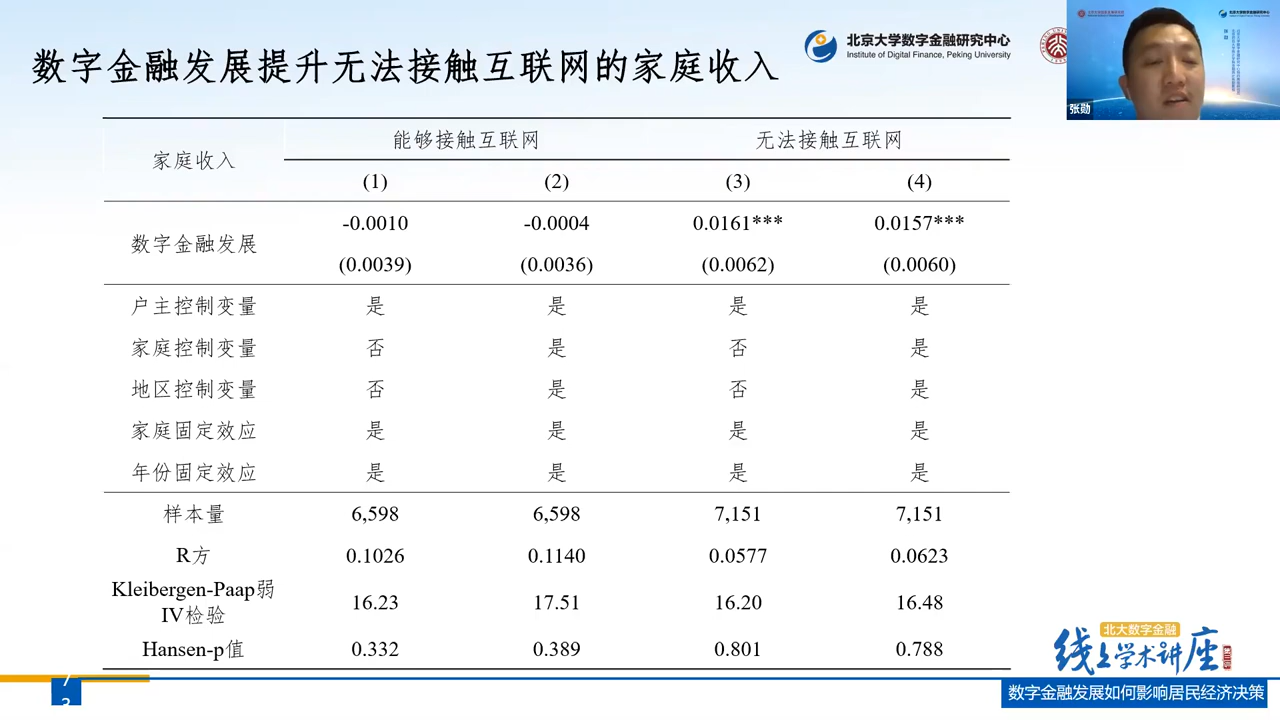 数字金融发展提升无法接触互联网的家庭收入
北京大学数字金融研究中心
Institute of Digital Finance, Peking University
张勋
家庭收入 能够接触互联网 无法接触互联网
(1) (2) (3) (4)
数字金融发展 -0.0010 -0.0004 0.0161*** 0.0157***
(0.0039) (0.0036) (0.0062) (0.0060)
户主控制变量 是 是 是 是
家庭控制变量 否 是 否 是
地区控制变量 否 是 否 是
家庭固定效应 是 是 是 是
年份固定效应 是 是 是 是
样本量 6,598 6,598 7,151 7,151
R方 0.1026 0.1140 0.0577 0.0623
Kleibergen-Paap弱
IV检验 16.23 17.51 16.20 16.48
Hansen-p值 0.332 0.389 0.801 0.788
北大数字金融
线上学术讲座
数字金融发展如何影响居民经济决策